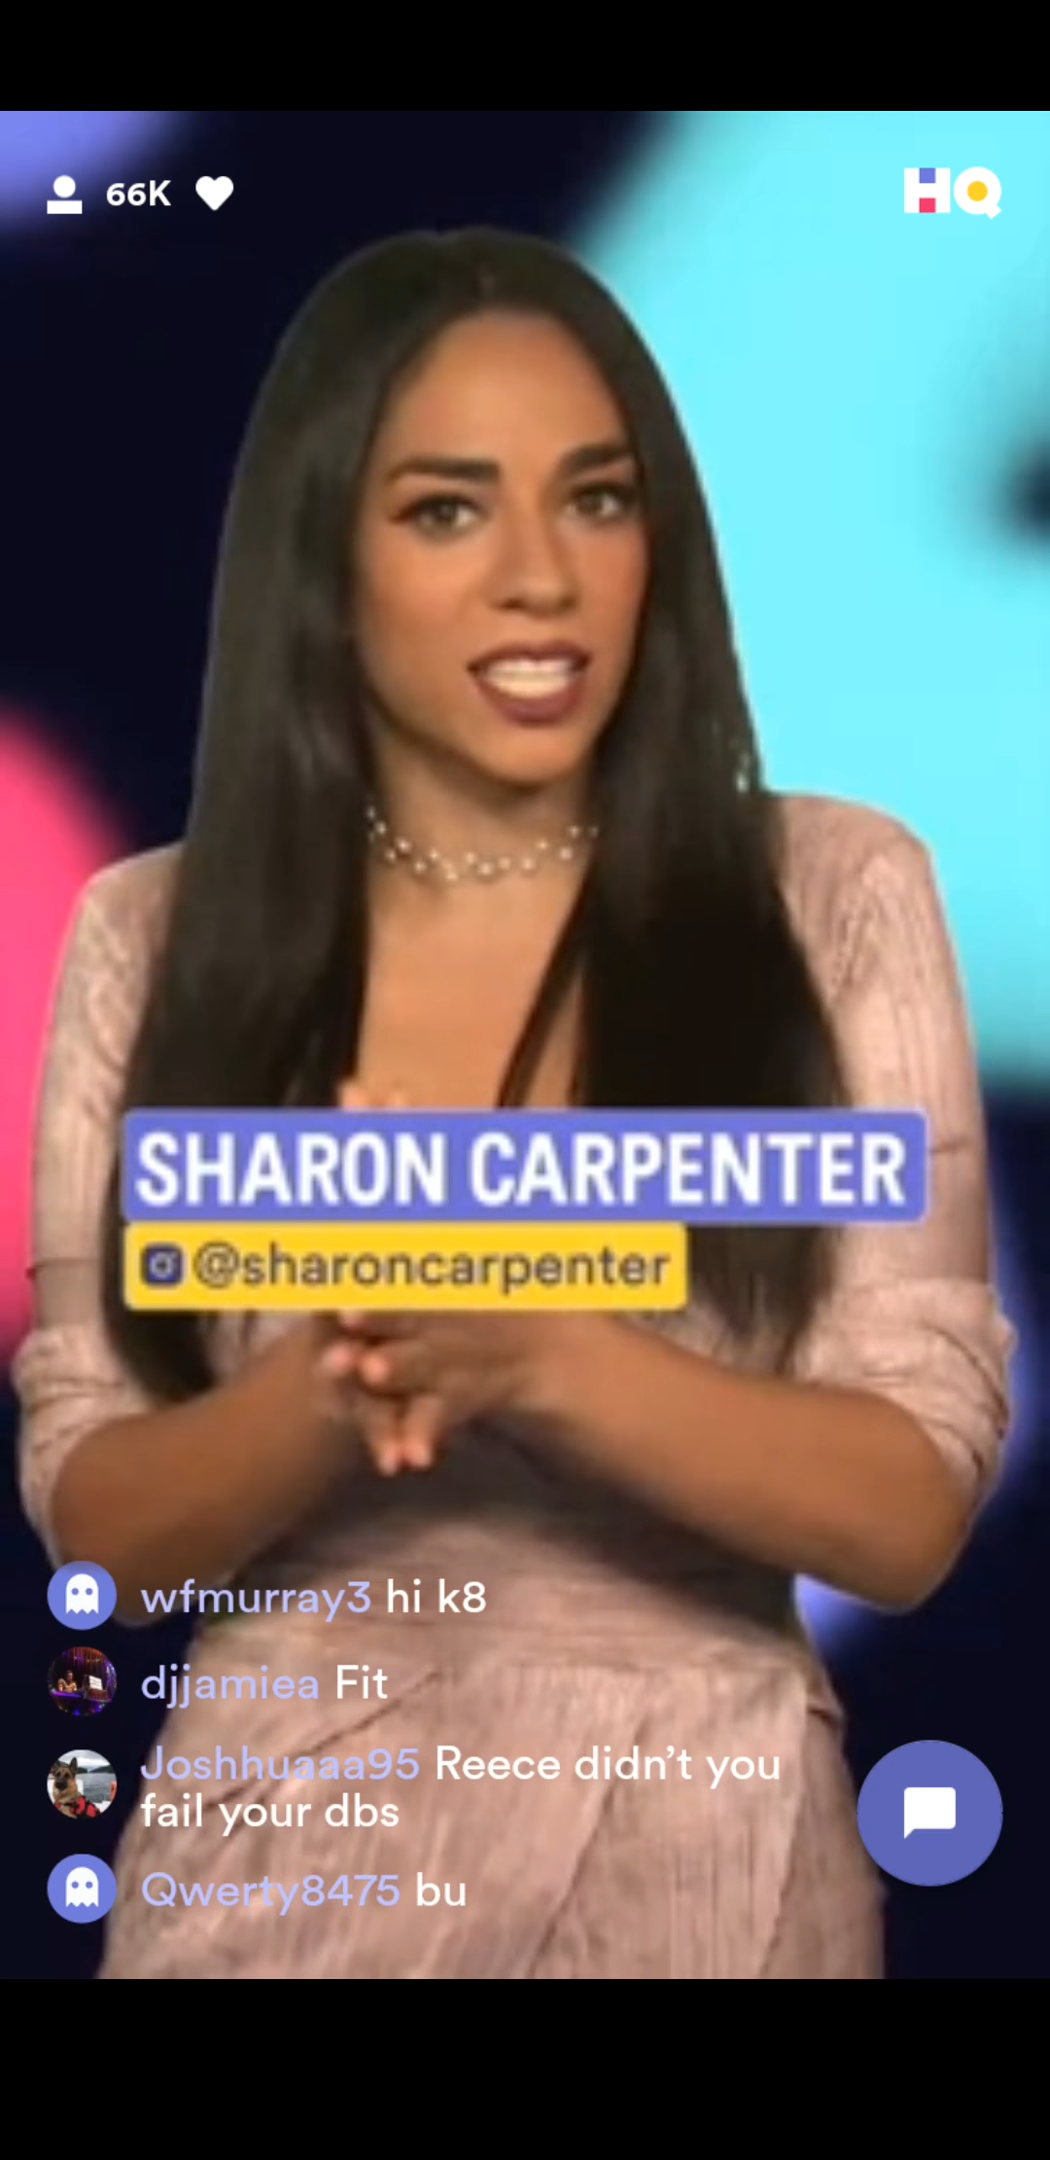 66K
HQ
SHARON CARPENTER
@sharoncarpenter
wfmurray3 hi k8
djjamiea Fit
Joshhuaaa95 Reece didn’t you
fail your dbs
Qwerty8475 bu